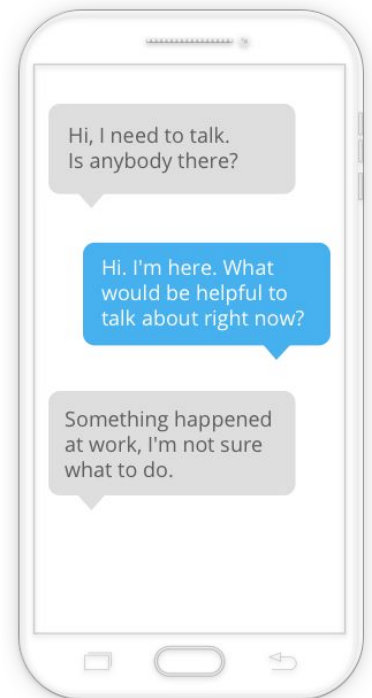 Hi, I need to talk.
Is anybody there?
Hi. I'm here. What
would be helpful to
talk about right now?
Something happened
at work, I'm not sure
what to do.